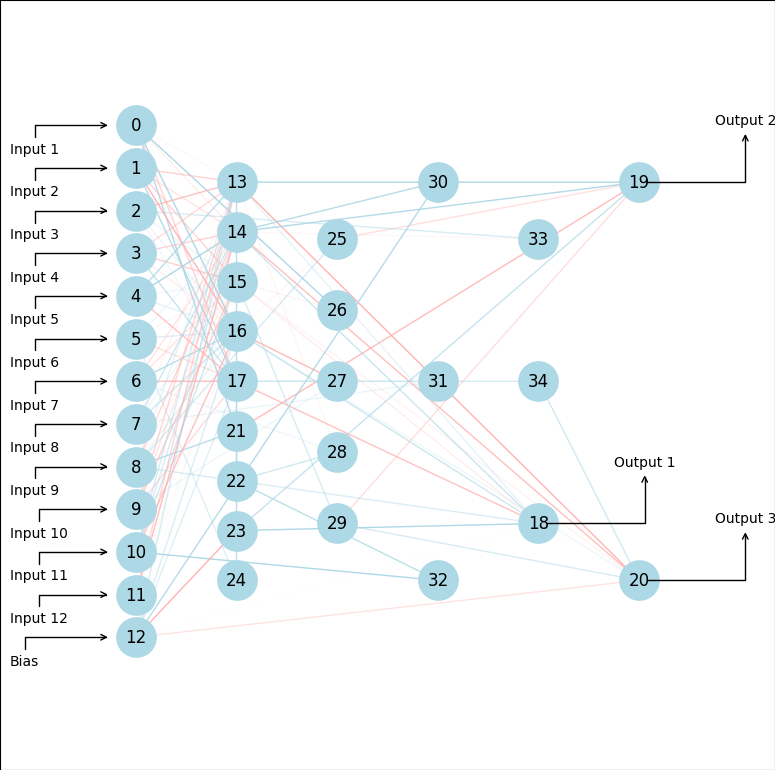 Output 2
0
Input 1
1
Input 2
13
30
19
2
Input 3
14
25
33
3
Input 4
15
4
26
Input 5
16
5
Input 6
6
17
27
31
34
Input 7
7
21
Input 8
28
8
22
Output 1
Input 9
9
29
18
Output 3
Input 10
23
10
Input 11
24
32
20
11
Input 12
12
Bias